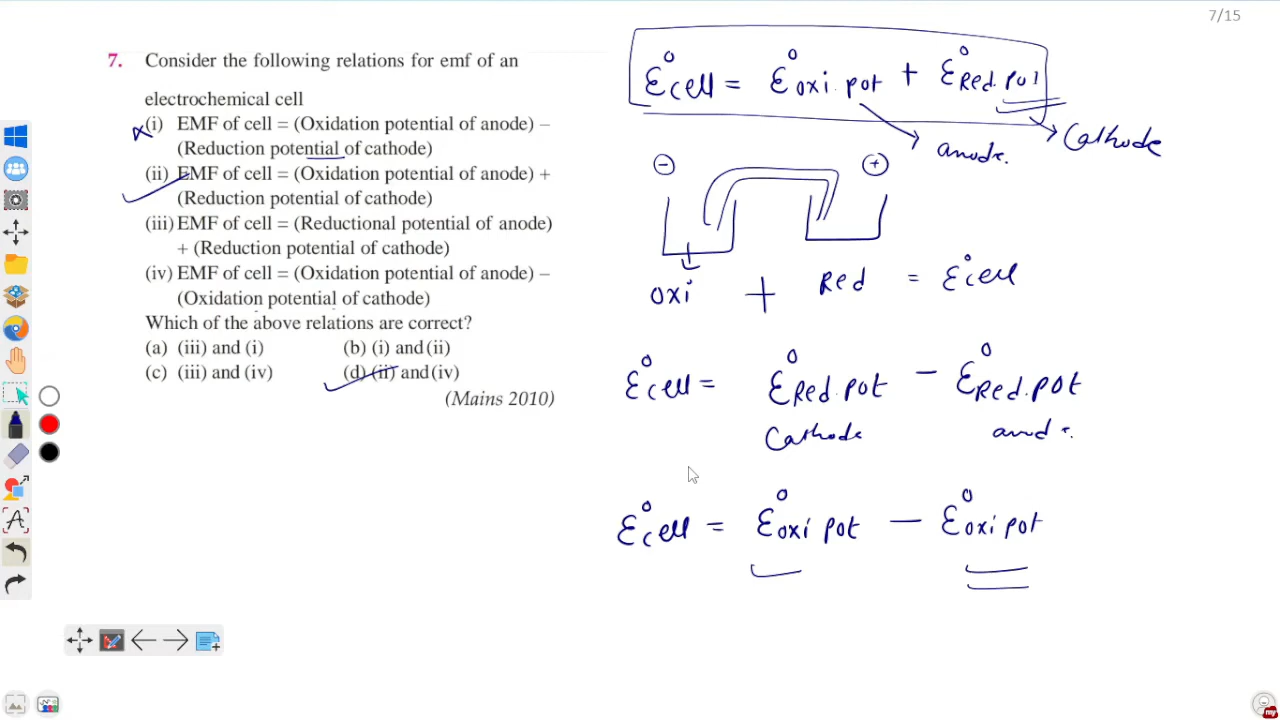 7/15
7. Consider the following relations for emf of an
electrochemical cell
(i) EMF of cell = (Oxidation potential of anode) −
(Reduction potential of cathode)
(ii) EMF of cell = (Oxidation potential of anode) +
(Reduction potential of cathode)
(iii) EMF of cell = (Reductional potential of anode)
+ (Reduction potential of cathode)
(iv) EMF of cell = (Oxidation potential of anode) −
(Oxidation potential of cathode)
Which of the above relations are correct?
(a) (iii) and (i) (b) (i) and (ii)
(c) (iii) and (iv) (d) (ii) and (iv)
(Mains 2010)
E°cell = E°oxi.pot + E°Red.pot
anode. Cathode
− +
oxi + Red = E°cell
E°cell = E°Red.pot − E°Red.pot
Cathode
E°cell = E°oxi pot − E°oxi pot